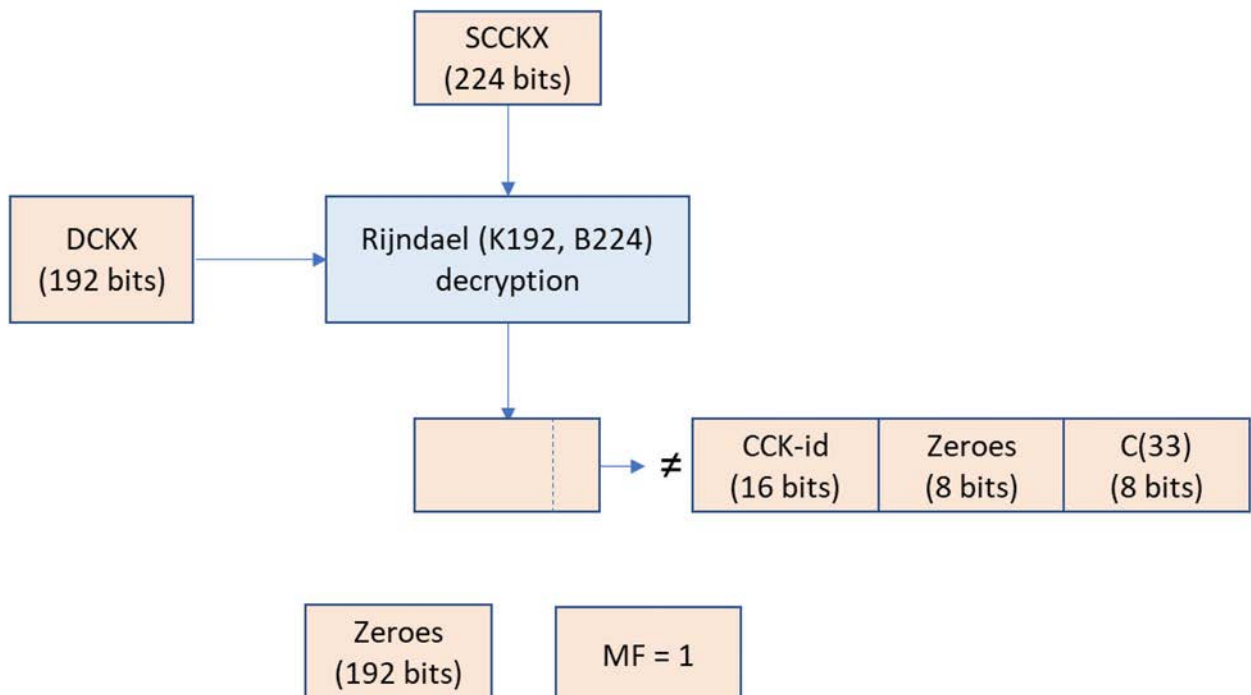 SCCKX
(224 bits)
DCKX
(192 bits)
Rijndael (K192, B224)
decryption
≠
CCK-id
(16 bits)
Zeroes
(8 bits)
C(33)
(8 bits)
Zeroes
(192 bits)
MF = 1